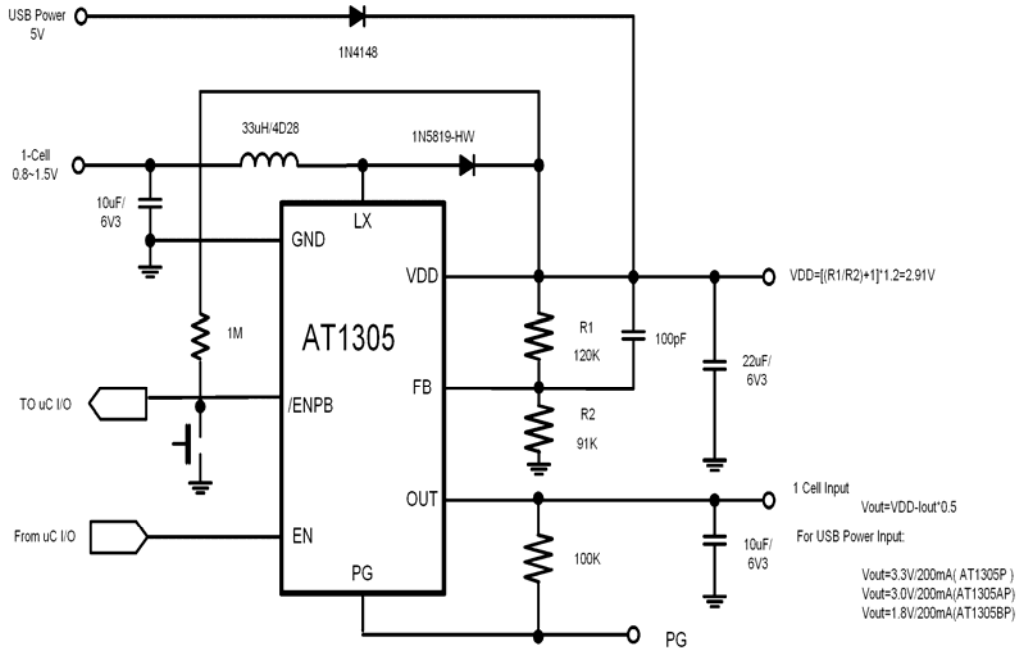 USB Power
5V
1N4148
33uH/4D28
1N5819-HW
1-Cell
0.8~1.5V
10uF/
6V3
LX
GND
VDD
VDD=[(R1/R2)+1]*1.2=2.91V
1M
AT1305
R1
120K
100pF
22uF/
6V3
FB
TO uC I/O
/ENPB
R2
91K
OUT
1 Cell Input
Vout=VDD-Iout*0.5
From uC I/O
EN
100K
10uF/
6V3
For USB Power Input:
PG
Vout=3.3V/200mA( AT1305P )
Vout=3.0V/200mA(AT1305AP)
Vout=1.8V/200mA(AT1305BP)
PG